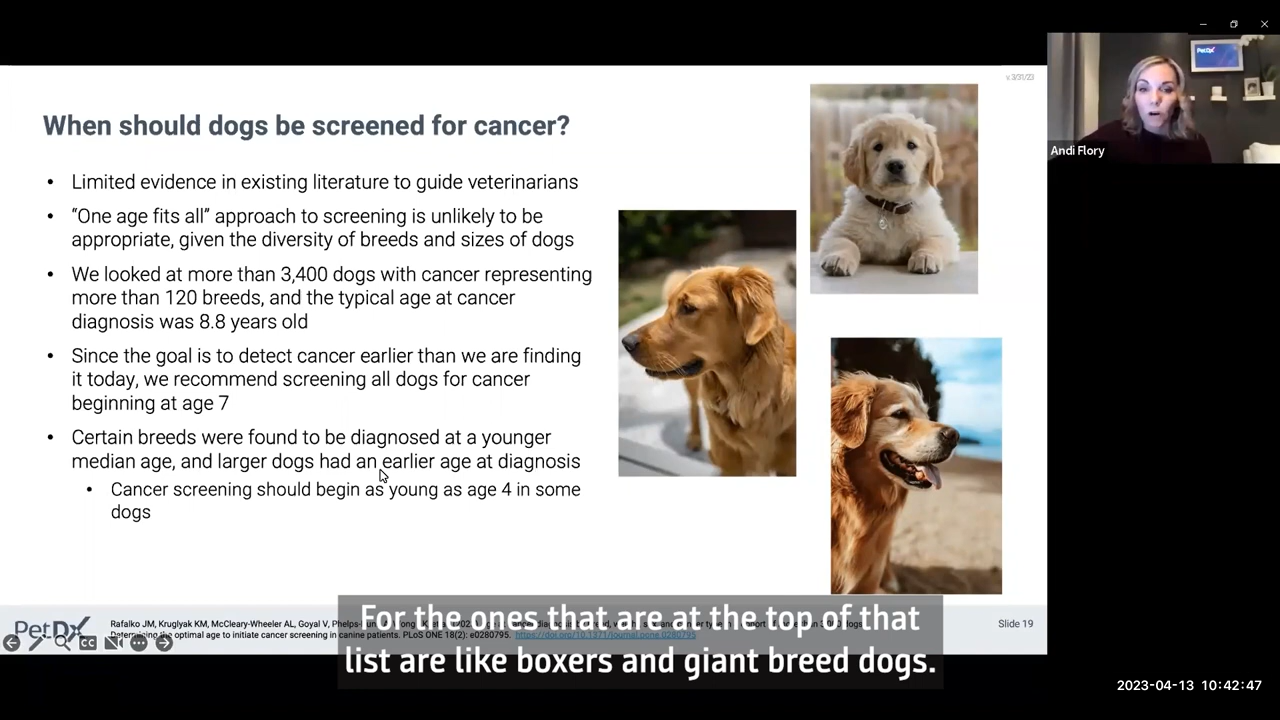 v.3/31/23
PetDX
Andi Flory
When should dogs be screened for cancer?
• Limited evidence in existing literature to guide veterinarians
• “One age fits all” approach to screening is unlikely to be
appropriate, given the diversity of breeds and sizes of dogs
• We looked at more than 3,400 dogs with cancer representing
more than 120 breeds, and the typical age at cancer
diagnosis was 8.8 years old
• Since the goal is to detect cancer earlier than we are finding
it today, we recommend screening all dogs for cancer
beginning at age 7
• Certain breeds were found to be diagnosed at a younger
median age, and larger dogs had an earlier age at diagnosis
• Cancer screening should begin as young as age 4 in some
dogs
PetDX
Rafalko JM, Kruglyak KM, McCleary-Wheeler AL, Goyal V,
Determining the optimal age to initiate cancer screening in canine patients. PLoS ONE 18(2): e0280795. https://doi.org/10.1371/journal.pone.0280795
Slide 19
CC
For the ones that are at the top of that
list are like boxers and giant breed dogs.
2023-04-13 10:42:47